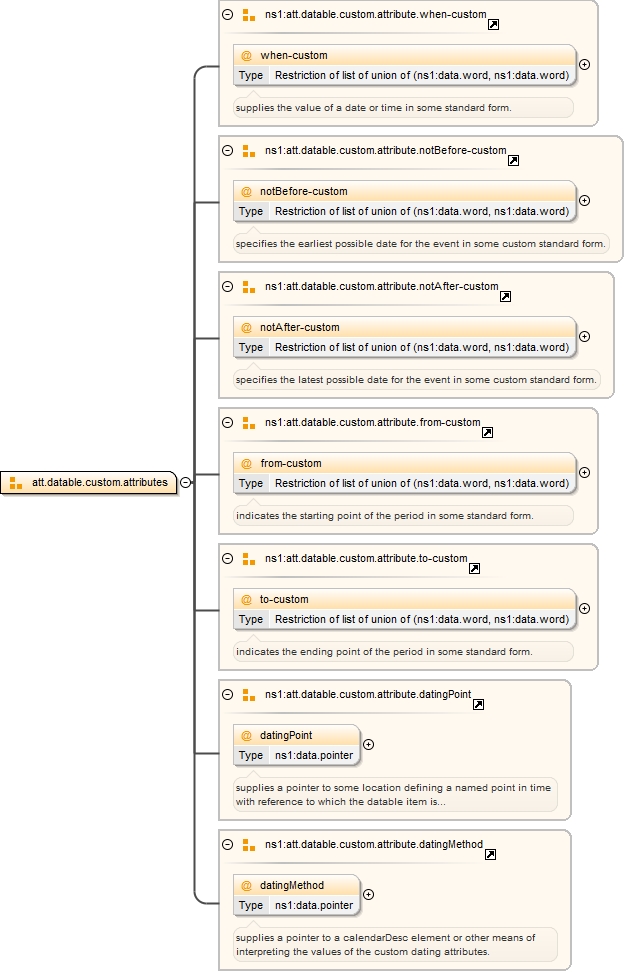 att.datable.custom.attributes
ns1:att.datable.custom.attribute.when-custom
@ when-custom
Type Restriction of list of union of (ns1:data.word, ns1:data.word)
supplies the value of a date or time in some standard form.
ns1:att.datable.custom.attribute.notBefore-custom
@ notBefore-custom
Type Restriction of list of union of (ns1:data.word, ns1:data.word)
specifies the earliest possible date for the event in some custom standard form.
ns1:att.datable.custom.attribute.notAfter-custom
@ notAfter-custom
Type Restriction of list of union of (ns1:data.word, ns1:data.word)
specifies the latest possible date for the event in some custom standard form.
ns1:att.datable.custom.attribute.from-custom
@ from-custom
Type Restriction of list of union of (ns1:data.word, ns1:data.word)
indicates the starting point of the period in some standard form.
ns1:att.datable.custom.attribute.to-custom
@ to-custom
Type Restriction of list of union of (ns1:data.word, ns1:data.word)
indicates the ending point of the period in some standard form.
ns1:att.datable.custom.attribute.datingPoint
@ datingPoint
Type ns1:data.pointer
supplies a pointer to some location defining a named point in time
with reference to which the datable item is...
ns1:att.datable.custom.attribute.datingMethod
@ datingMethod
Type ns1:data.pointer
supplies a pointer to a calendarDesc element or other means of
interpreting the values of the custom dating attributes.